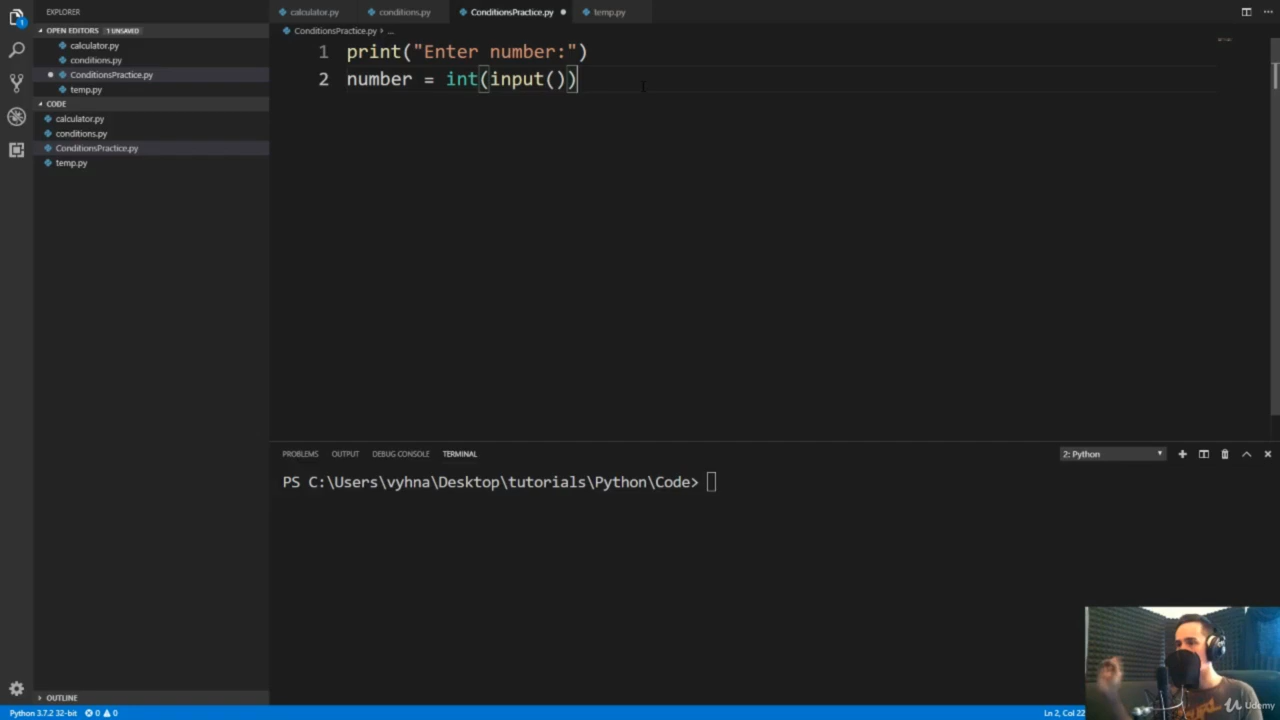 EXPLORER
OPEN EDITORS 1 UNSAVED
calculator.py
conditions.py
ConditionsPractice.py
temp.py
CODE
calculator.py
conditions.py
ConditionsPractice.py
temp.py
OUTLINE
calculator.py conditions.py ConditionsPractice.py temp.py
ConditionsPractice.py › ...
1 print("Enter number:")
2 number = int(input())
PROBLEMS OUTPUT DEBUG CONSOLE TERMINAL 2: Python
PS C:\Users\vyhna\Desktop\tutorials\Python\Code>
Python 3.7.2 32-bit 0 0 Ln 2, Col 22
1
Udemy